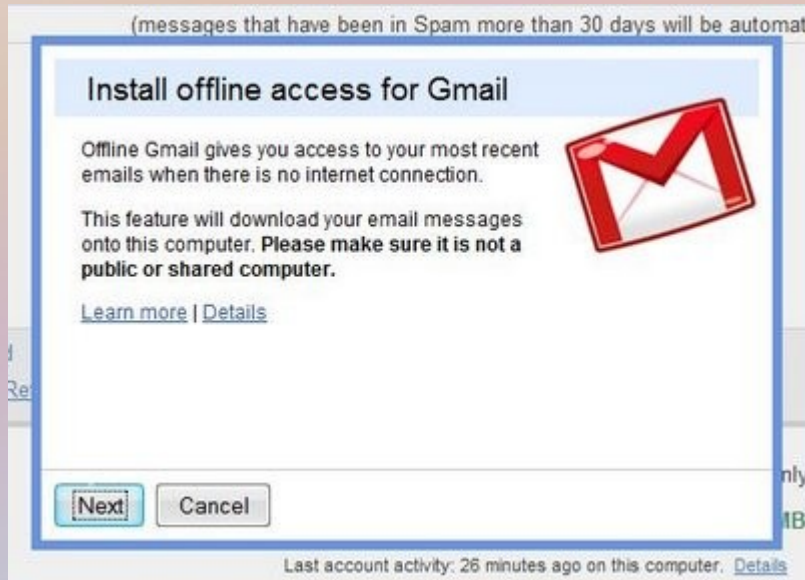 (messages that have been in Spam more than 30 days will be
Install offline access for Gmail
Offline Gmail gives you access to your most recent
emails when there is no internet connection.
This feature will download your email messages
onto this computer. Please make sure it is not a
public or shared computer.
Learn more | Details
Next Cancel
MB
Last account activity: 26 minutes ago on this computer. Details